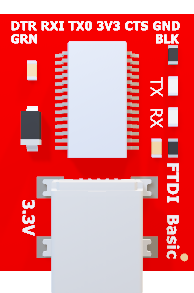 DTR RXI TX0 3V3 CTS GND
GRN BLK
TX
RX
FTDI Basic
3.3V